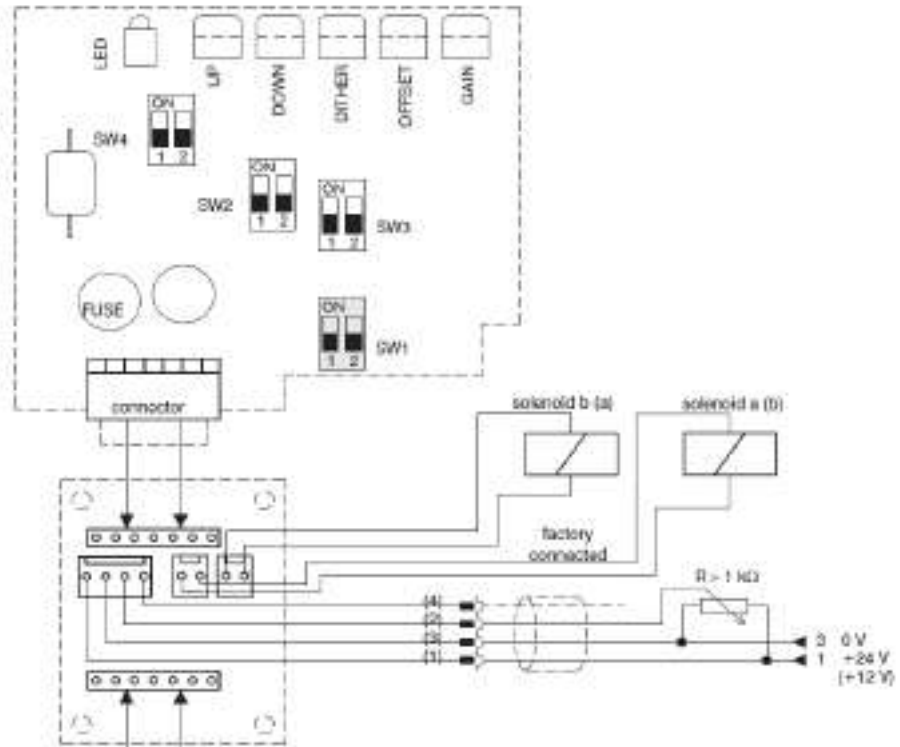 LED
UP
DOWN
DITHER
OFFSET
GAIN
ON
1 2
SW4
ON
1 2
SW2
ON
1 2
SW3
FUSE
ON
1 2
SW1
connector
solenoid b (a)
solenoid a (b)
factory
connected
R > 1 kΩ
(4)
(2)
(3)
(1)
3 0 V
1 +24 V
(+12 V)